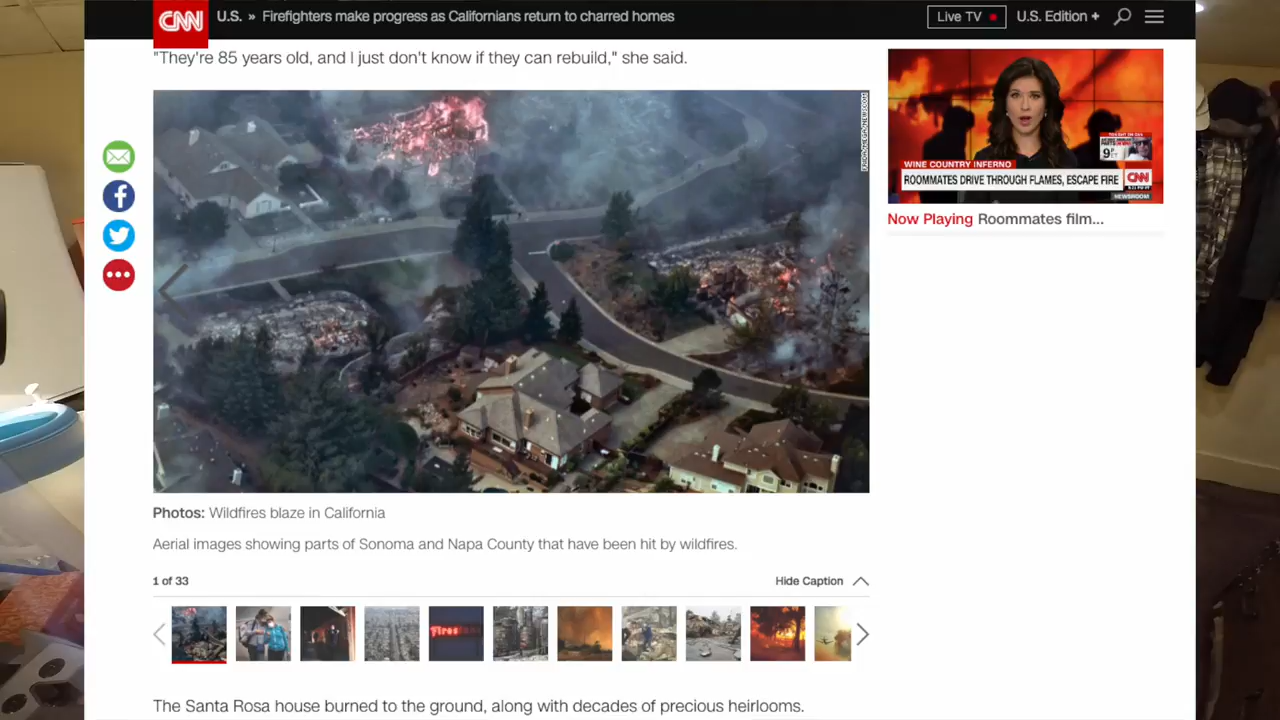 CNN
U.S. » Firefighters make progress as Californians return to charred homes
Live TV
U.S. Edition +
"They're 85 years old, and I just don't know if they can rebuild," she said.
WINE COUNTRY INFERNO
ROOMMATES DRIVE THROUGH FLAMES, ESCAPE FIRE
CNN
NEWSROOM
9 P ET
Now Playing Roommates film...
Photos: Wildfires blaze in California
Aerial images showing parts of Sonoma and Napa County that have been hit by wildfires.
1 of 33
Hide Caption
The Santa Rosa house burned to the ground, along with decades of precious heirlooms.